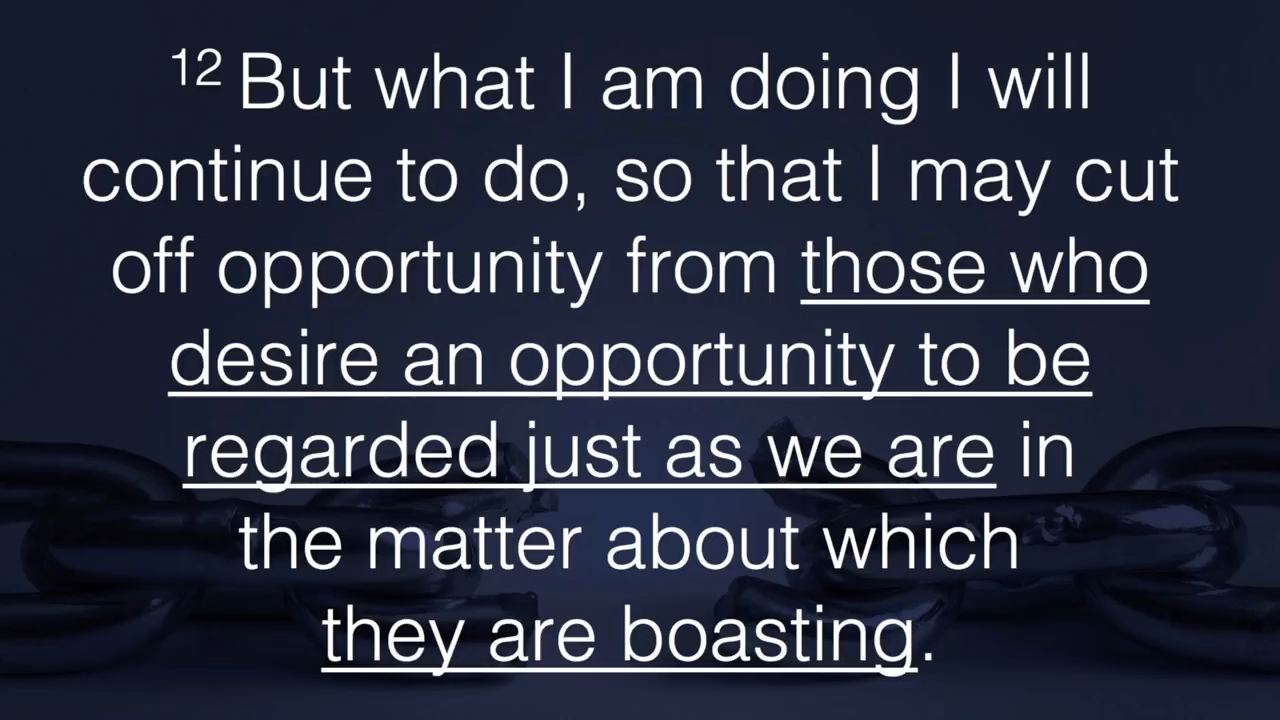 12 But what I am doing I will
continue to do, so that I may cut
off opportunity from those who
desire an opportunity to be
regarded just as we are in
the matter about which
they are boasting.